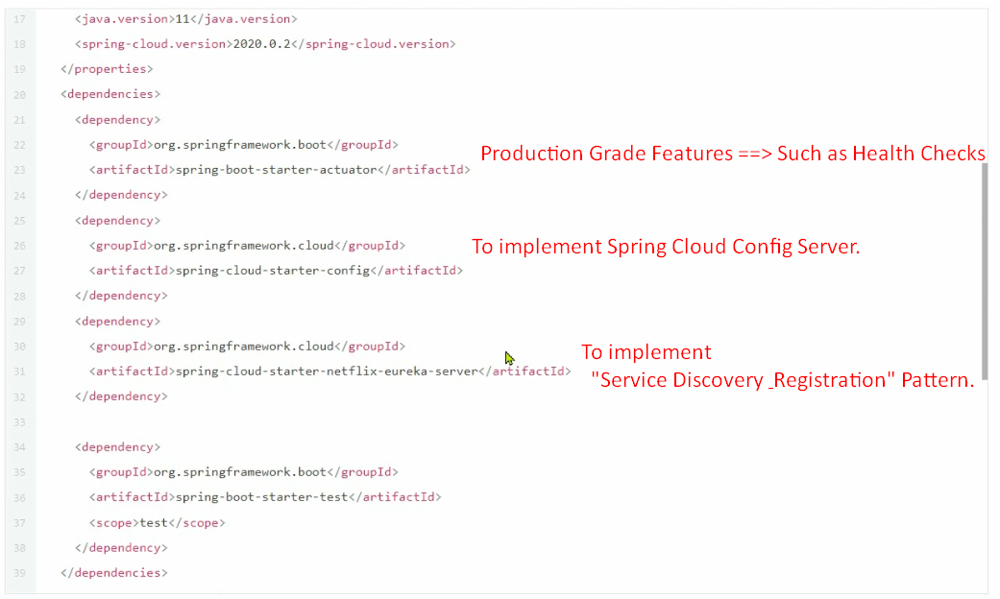 17 <java.version>11</java.version>
18 <spring-cloud.version>2020.0.2</spring-cloud.version>
19 </properties>
20 <dependencies>
21 <dependency>
22 <groupId>org.springframework.boot</groupId>
Production Grade Features ==> Such as Health Checks
23 <artifactId>spring-boot-starter-actuator</artifactId>
24 </dependency>
25 <dependency>
26 <groupId>org.springframework.cloud</groupId>
To implement Spring Cloud Config Server.
27 <artifactId>spring-cloud-starter-config</artifactId>
28 </dependency>
29 <dependency>
30 <groupId>org.springframework.cloud</groupId>
To implement
31 <artifactId>spring-cloud-starter-netflix-eureka-server</artifactId>
"Service Discovery _Registration" Pattern.
32 </dependency>
33
34 <dependency>
35 <groupId>org.springframework.boot</groupId>
36 <artifactId>spring-boot-starter-test</artifactId>
37 <scope>test</scope>
38 </dependency>
39 </dependencies>